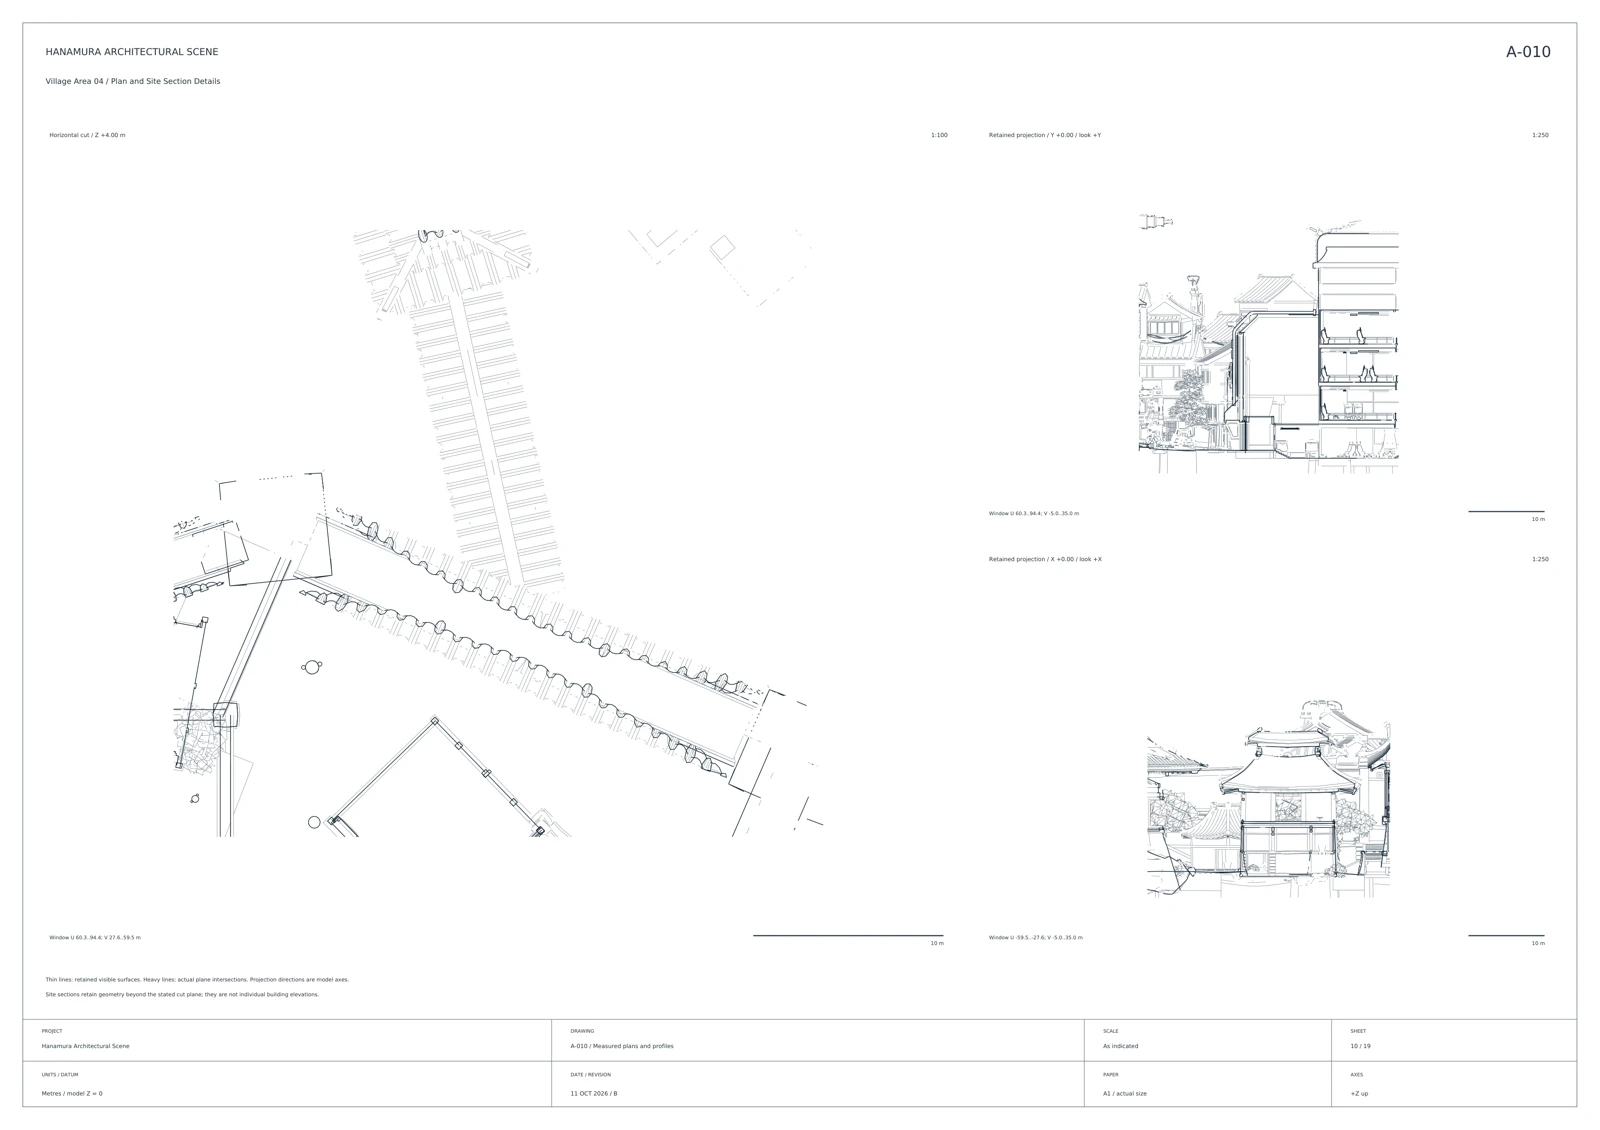 HANAMURA ARCHITECTURAL SCENE
A-010
Village Area 04 / Plan and Site Section Details
Horizontal cut / Z +4.00 m
1:100
Retained projection / Y +0.00 / look +Y
1:250
Window U 60.3..94.4; V -5.0..35.0 m
10 m
Retained projection / X +0.00 / look +X
1:250
Window U 60.3..94.4; V 27.6..59.5 m
10 m
Window U -59.5..-27.6; V -5.0..35.0 m
10 m
Thin lines: retained visible surfaces. Heavy lines: actual plane intersections. Projection directions are model axes.
Site sections retain geometry beyond the stated cut plane; they are not individual building elevations.
PROJECT
Hanamura Architectural Scene
DRAWING
A-010 / Measured plans and profiles
SCALE
As indicated
SHEET
10 / 19
UNITS / DATUM
Metres / model Z = 0
DATE / REVISION
11 OCT 2026 / B
PAPER
A1 / actual size
AXES
+Z up